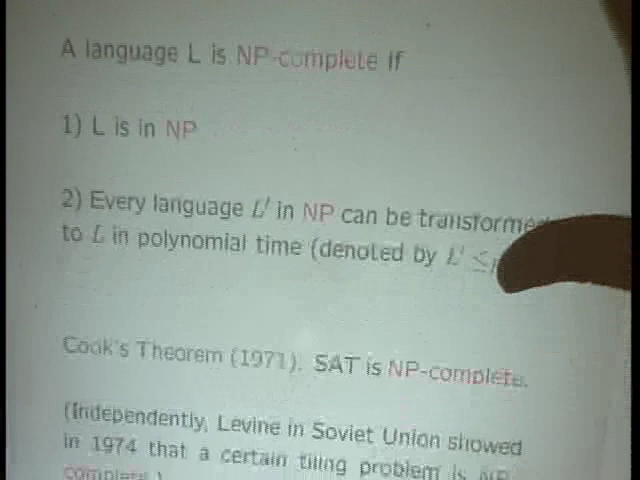 A language L is NP-complete if
1) L is in NP
2) Every language L' in NP can be transformed
to L in polynomial time (denoted by L' ≤
Cook's Theorem (1971). SAT is NP-complete.
(Independently, Levine in Soviet Union showed
in 1974 that a certain tiling problem is NP-
complete.)